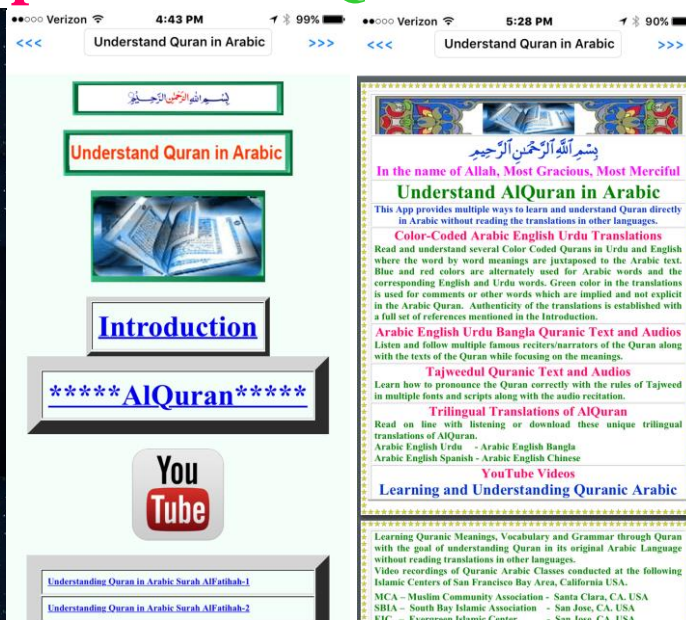 ●●○○○ Verizon 4:43 PM 99%
<<< Understand Quran in Arabic >>>
بِسْمِ اللهِ الرَّحْمٰنِ الرَّحِيْمِ
Understand Quran in Arabic
Introduction
*****AlQuran*****
You
Tube
Understanding Quran in Arabic Surah AlFatihah-1
Understanding Quran in Arabic Surah AlFatihah-2
●●○○○ Verizon 5:28 PM 90%
<<< Understand Quran in Arabic >>>
بِسْمِ ٱللَّهِ ٱلرَّحْمَٰنِ ٱلرَّحِيمِ
In the name of Allah, Most Gracious, Most Merciful
Understand AlQuran in Arabic
This App provides multiple ways to learn and understand Quran directly
in Arabic without reading the translations in other languages.
Color-Coded Arabic English Urdu Translations
Read and understand several Color Coded Qurans in Urdu and English
where the word by word meanings are juxtaposed to the Arabic text.
Blue and red colors are alternately used for Arabic words and the
corresponding English and Urdu words. Green color in the translations
is used for comments or other words which are implied and not explicit
in the Arabic Quran. Authenticity of the translations is established with
a full set of references mentioned in the Introduction.
Arabic English Urdu Bangla Quranic Text and Audios
Listen and follow multiple famous reciters/narrators of the Quran along
with the texts of the Quran while focusing on the meanings.
Tajweedul Quranic Text and Audios
Learn how to pronounce the Quran correctly with the rules of Tajweed
in multiple fonts and scripts along with the audio recitation.
Trilingual Translations of AlQuran
Read on line with listening or download these unique trilingual
translations of AlQuran.
Arabic English Urdu - Arabic English Bangla
Arabic English Spanish - Arabic English Chinese
YouTube Videos
Learning and Understanding Quranic Arabic
Learning Quranic Meanings, Vocabulary and Grammar through Quran
with the goal of understanding Quran in its original Arabic Language
without reading translations in other languages.
Video recordings of Quranic Arabic Classes conducted at the following
Islamic Centers of San Francisco Bay Area, California USA.
MCA – Muslim Community Association - Santa Clara, CA. USA
SBIA – South Bay Islamic Association - San Jose, CA. USA
EIC – Evergreen Islamic Center - San Jose, CA. USA